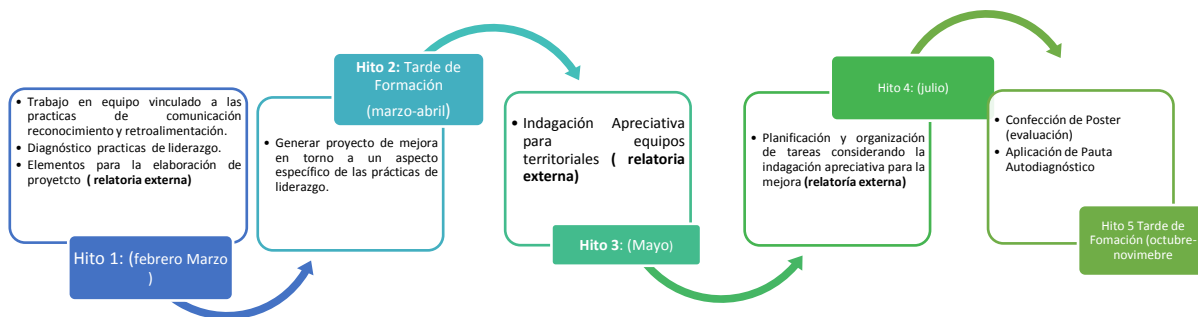 • Trabajo en equipo vinculado a las
practicas de comunicación
reconocimiento y retroalimentación.
• Diagnóstico practicas de liderazgo.
• Elementos para la elaboración de
proyetcto ( relatoria externa)
Hito 1: (febrero Marzo
)
Hito 2: Tarde de
Formación
(marzo-abril)
• Generar proyecto de mejora
en torno a un aspecto
específico de las prácticas de
liderazgo.
• Indagación Apreciativa
para equipos
territoriales ( relatoria
externa)
Hito 3: (Mayo)
Hito 4: (julio)
• Planificación y organización de
tareas considerando la
indagación apreciativa para la
mejora (relatoría externa)
• Confección de Poster
(evaluación)
• Aplicación de Pauta
Autodiagnóstico
Hito 5 Tarde de
Fomación (octubre-
novimebre